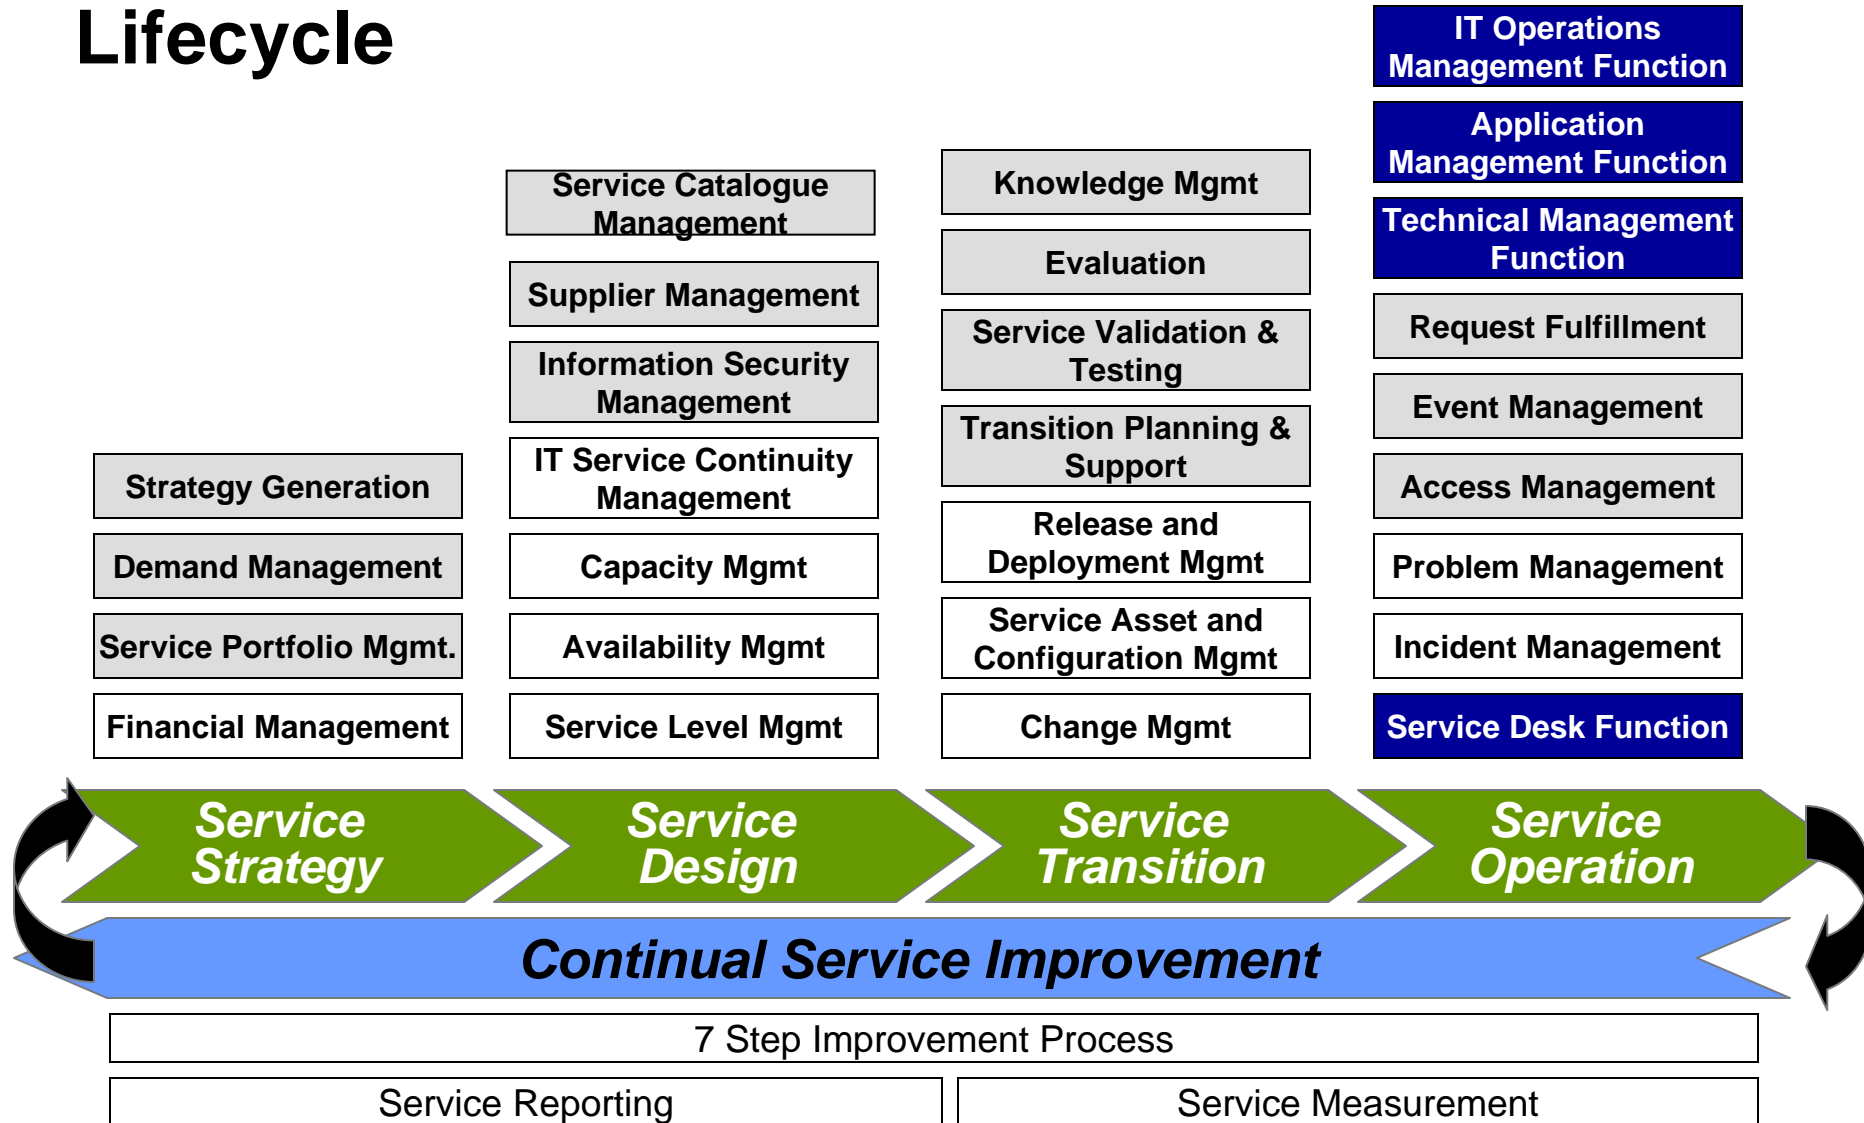 Lifecycle
Strategy Generation
Demand Management
Service Portfolio Mgmt.
Financial Management
Service Catalogue
Management
Supplier Management
Information Security
Management
IT Service Continuity
Management
Capacity Mgmt
Availability Mgmt
Service Level Mgmt
Knowledge Mgmt
Evaluation
Service Validation &
Testing
Transition Planning &
Support
Release and
Deployment Mgmt
Service Asset and
Configuration Mgmt
Change Mgmt
IT Operations
Management Function
Application
Management Function
Technical Management
Function
Request Fulfillment
Event Management
Access Management
Problem Management
Incident Management
Service Desk Function
Service
Strategy
Service
Design
Service
Transition
Service
Operation
Continual Service Improvement
7 Step Improvement Process
Service Reporting
Service Measurement